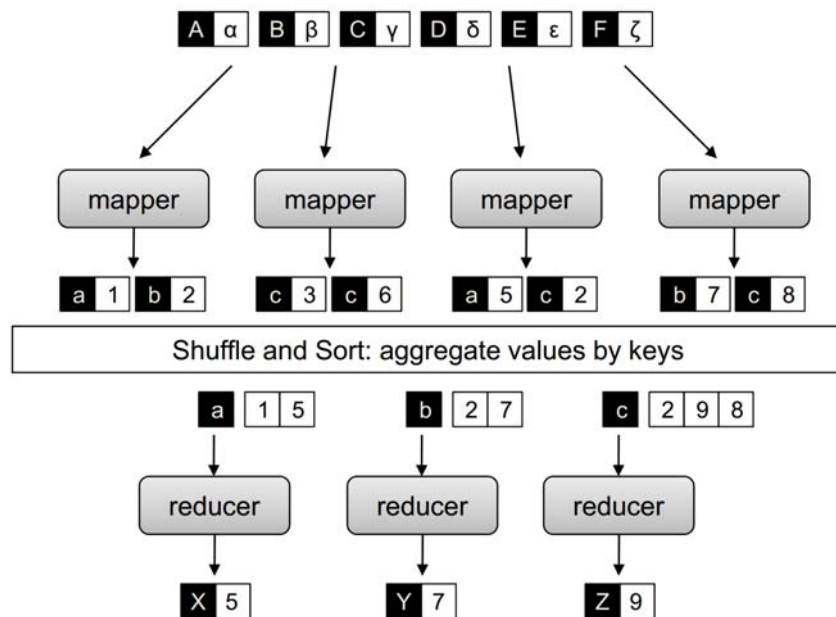 A α B β C γ D δ E ε F ζ
mapper mapper mapper mapper
a 1 b 2 c 3 c 6 a 5 c 2 b 7 c 8
Shuffle and Sort: aggregate values by keys
a 1 5 b 2 7 c 2 9 8
reducer reducer reducer
X 5 Y 7 Z 9